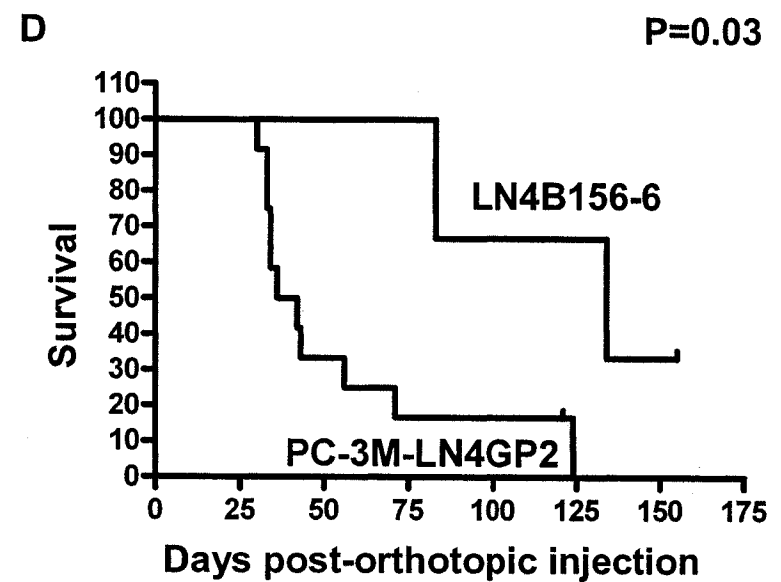 D
P=0.03
110
100
90
80
70
60
50
40
30
20
10
0
Survival
LN4B156-6
PC-3M-LN4GP2
0 25 50 75 100 125 150 175
Days post-orthotopic injection